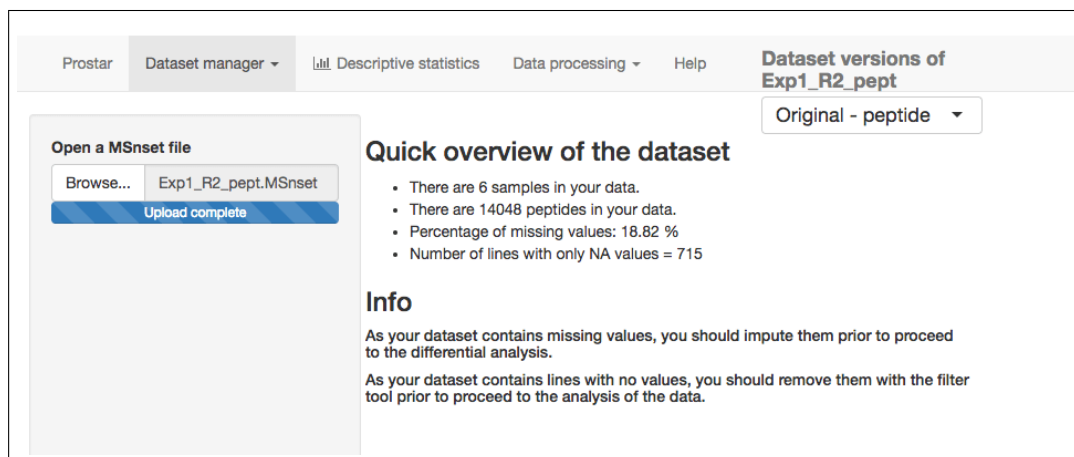 Prostar
Dataset manager
Descriptive statistics
Data processing
Help
Dataset versions of
Exp1_R2_pept
Original - peptide
Open a MSnset file
Browse...
Exp1_R2_pept.MSnset
Upload complete
Quick overview of the dataset
• There are 6 samples in your data.
• There are 14048 peptides in your data.
• Percentage of missing values: 18.82 %
• Number of lines with only NA values = 715
Info
As your dataset contains missing values, you should impute them prior to proceed
to the differential analysis.
As your dataset contains lines with no values, you should remove them with the filter
tool prior to proceed to the analysis of the data.